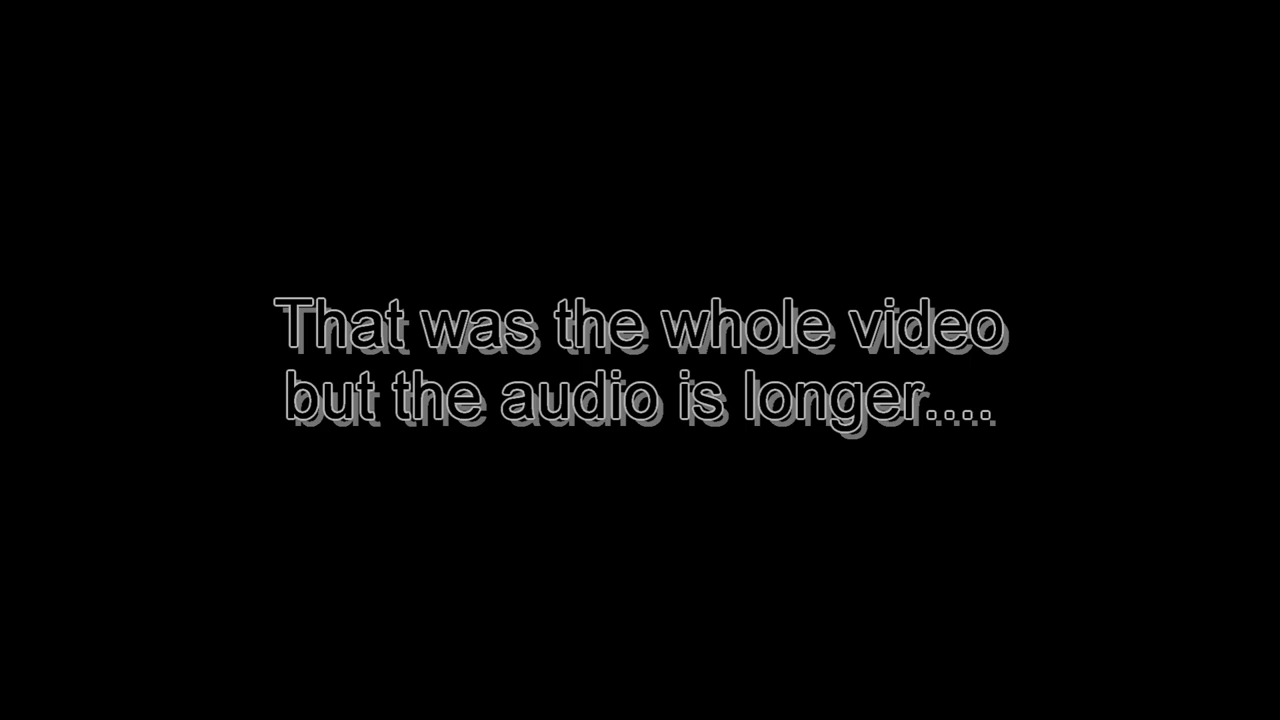 That was the whole video
but the audio is longer....